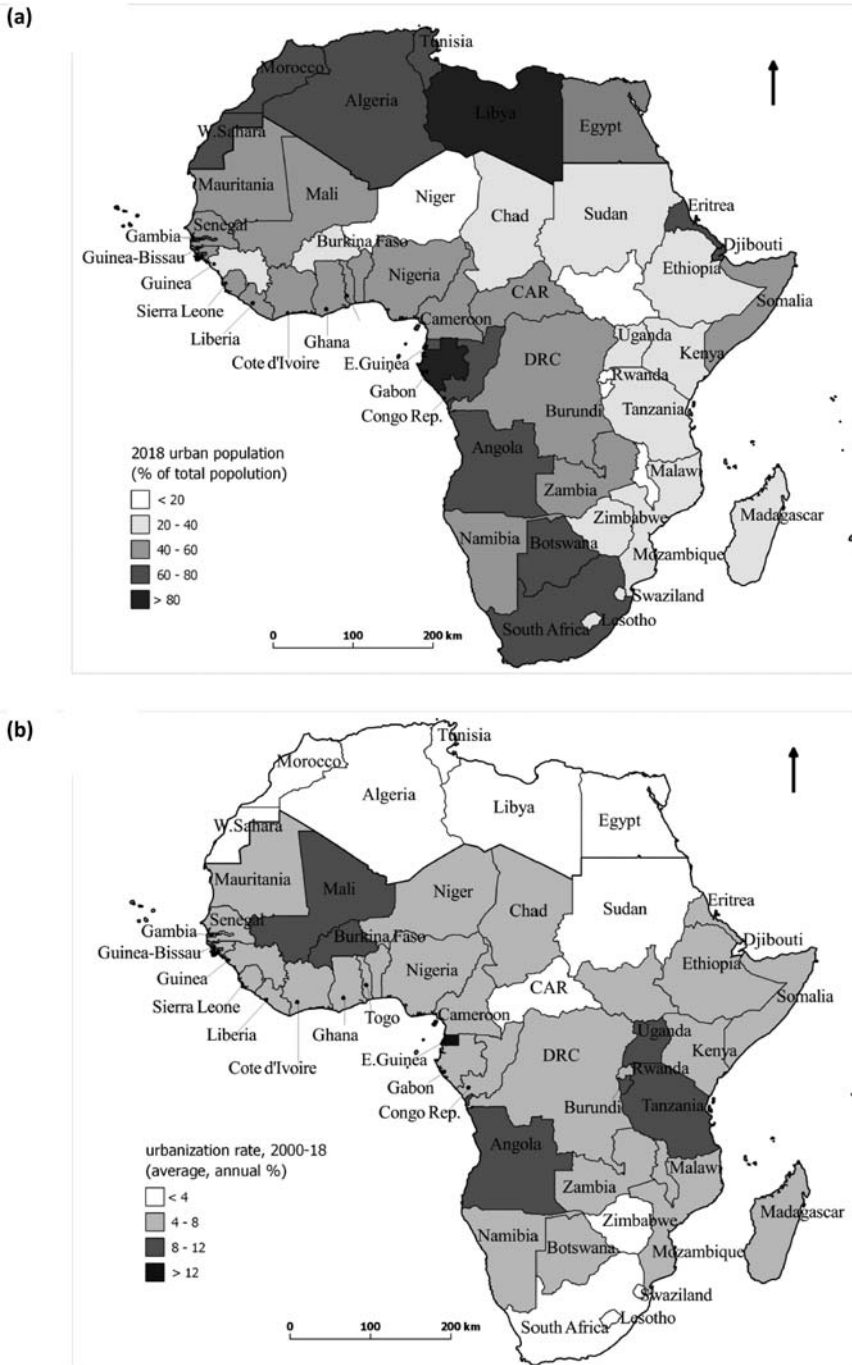 (a)
Tunisia
Morocco
Algeria
Libya
Egypt
W.Sahara
Mauritania
Mali
Niger
Chad
Sudan
Eritrea
Senegal
Gambia
Burkina Faso
Djibouti
Guinea-Bissau
Guinea
Nigeria
Ethiopia
CAR
Somalia
Sierra Leone
Cameroon
Liberia
Ghana
Uganda
Cote d'Ivoire
E.Guinea
DRC
Kenya
Rwanda
Gabon
Burundi
Tanzania
Congo Rep.
Angola
2018 urban population
(% of total popolution)
Malawi
Zambia
< 20
20 - 40
Zimbabwe
Madagascar
40 - 60
Namibia
Botswana
Mozambique
60 - 80
> 80
Swaziland
Lesotho
South Africa
0 100 200 km
(b)
Tunisia
Morocco
Algeria
Libya
Egypt
W.Sahara
Mauritania
Mali
Niger
Chad
Sudan
Eritrea
Senegal
Gambia
Burkina Faso
Djibouti
Guinea-Bissau
Nigeria
Ethiopia
Guinea
CAR
Somalia
Sierra Leone
Cameroon
Liberia
Togo
Ghana
Uganda
Cote d'Ivoire
E.Guinea
DRC
Kenya
Rwanda
Gabon
Burundi
Tanzania
Congo Rep.
Angola
urbanization rate, 2000-18
(average, annual %)
Malawi
Zambia
< 4
Zimbabwe
Madagascar
4 - 8
Namibia
Botswana
Mozambique
8 - 12
> 12
Swaziland
Lesotho
South Africa
0 100 200 km